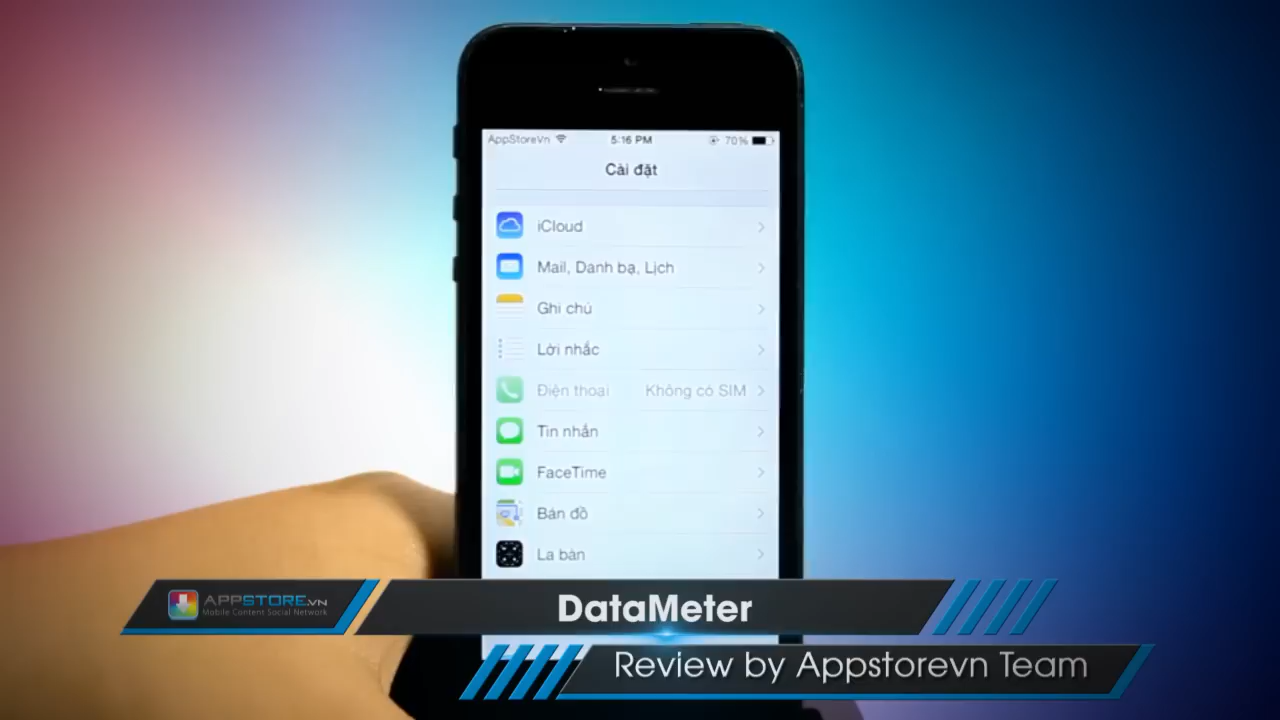 AppStoreVn 5:16 PM 70%
Cài đặt
iCloud
Mail, Danh bạ, Lịch
Ghi chú
Lời nhắc
Điện thoại Không có SIM
Tin nhắn
FaceTime
Bản đồ
La bàn
APPSTORE.VN
Mobile Content Social Network
DataMeter
Review by Appstorevn Team